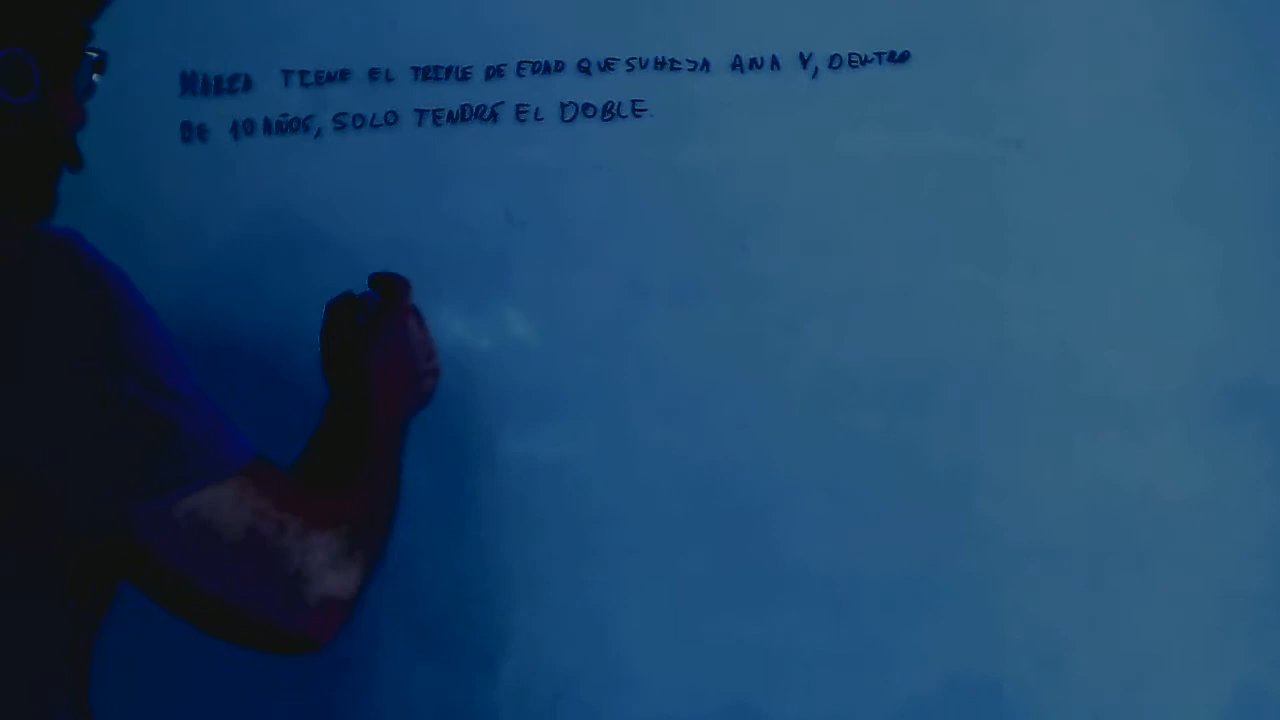 MARCO TIENE EL TRIPLE DE EDAD QUE SU HIJA ANA Y, DENTRO
DE 10 AÑOS, SOLO TENDRÁ EL DOBLE.